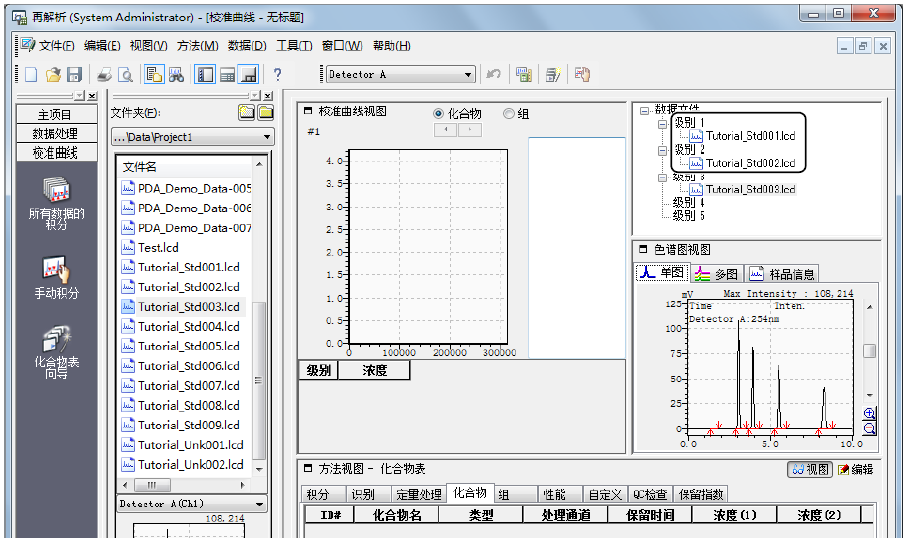 再解析 (System Administrator) - [校准曲线 - 无标题]
文件(F) 编辑(E) 视图(V) 方法(M) 数据(D) 工具(T) 窗口(W) 帮助(H)
Detector A
主项目
数据处理
校准曲线
所有数据的
积分
手动积分
化合物表
向导
文件夹(F):
...\Data\Project1
文件名
PDA_Demo_Data-005
PDA_Demo_Data-006
PDA_Demo_Data-007
Test.lcd
Tutorial_Std001.lcd
Tutorial_Std002.lcd
Tutorial_Std003.lcd
Tutorial_Std004.lcd
Tutorial_Std005.lcd
Tutorial_Std006.lcd
Tutorial_Std007.lcd
Tutorial_Std008.lcd
Tutorial_Std009.lcd
Tutorial_Unk001.lcd
Tutorial_Unk002.lcd
Detector A(Ch1)
108,214
校准曲线视图 化合物 组
#1
4.0
3.5
3.0
2.5
2.0
1.5
1.0
0.5
0.0
0 100000 200000 300000
级别 浓度
数据文件
级别 1
Tutorial_Std001.lcd
级别 2
Tutorial_Std002.lcd
级别 3
Tutorial_Std003.lcd
级别 4
级别 5
色谱图视图
单图 多图 样品信息
mV Max Intensity : 108,214
125 Time Inten.
Detector A:254nm
100
75
50
25
0
0.0 5.0 10.0
方法视图 - 化合物表 视图 编辑
积分 识别 定量处理 化合物 组 性能 自定义 QC检查 保留指数
ID# 化合物名 类型 处理通道 保留时间 浓度(1) 浓度(2)